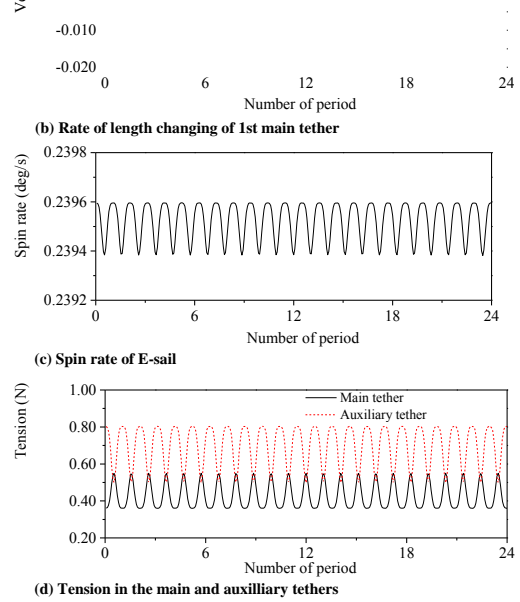 -0.010
-0.020
0 6 12 18 24
Number of period
(b) Rate of length changing of 1st main tether
0.2398
0.2396
0.2394
0.2392
Spin rate (deg/s)
0 6 12 18 24
Number of period
(c) Spin rate of E-sail
1.00
0.80
0.60
0.40
0.20
Tension (N)
Main tether
Auxiliary tether
0 6 12 18 24
Number of period
(d) Tension in the main and auxilliary tethers